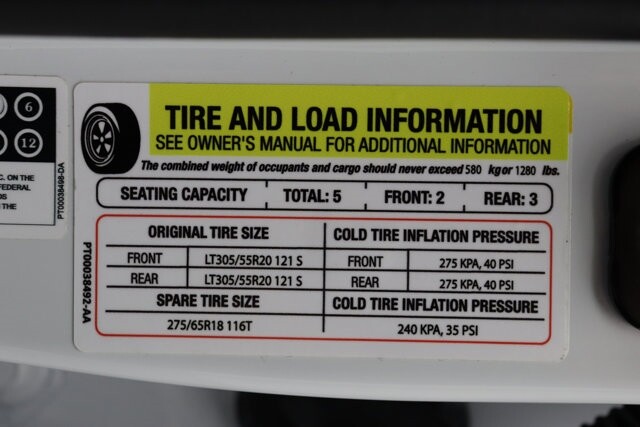 6
12
C. ON THE
FEDERAL
DS
THE
PT00038498-DA
TIRE AND LOAD INFORMATION
SEE OWNER'S MANUAL FOR ADDITIONAL INFORMATION
The combined weight of occupants and cargo should never exceed 580 kg or 1280 lbs.
SEATING CAPACITY TOTAL: 5 FRONT: 2 REAR: 3
ORIGINAL TIRE SIZE COLD TIRE INFLATION PRESSURE
FRONT LT305/55R20 121 S FRONT 275 KPA, 40 PSI
REAR LT305/55R20 121 S REAR 275 KPA, 40 PSI
SPARE TIRE SIZE COLD TIRE INFLATION PRESSURE
275/65R18 116T 240 KPA, 35 PSI
PT00038492-AA